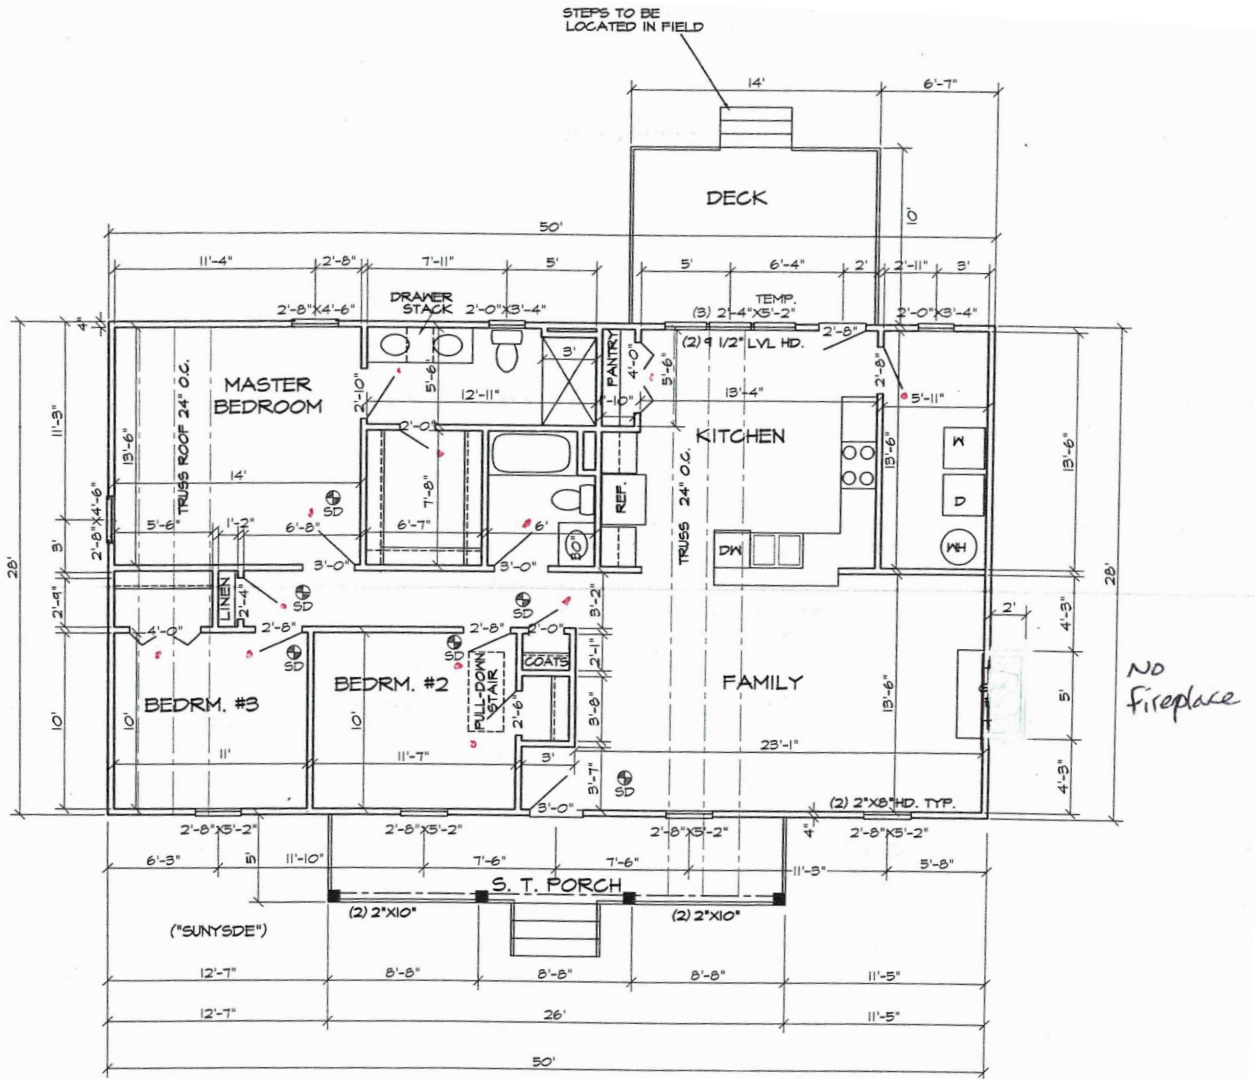 STEPS TO BE
LOCATED IN FIELD
14'
6'-7"
DECK
10'
50'
11'-4"
2'-8"
7'-11"
5'
5'
6'-4"
2'
2'-11"
3'
DRAWER
STACK
TEMP.
2'-8"X4'-6"
2'-0"X3'-4"
(3) 2'-4"X5'-2"
2'-0"X3'-4"
4"
2'-8"
(2) 9 1/2" LVL HD.
PANTRY
4'-0"
5'-6"
3'
5'-6"
2'-8"
MASTER
BEDROOM
TRUSS ROOF 24" O.C.
2'-10"
12'-11"
13'-4"
5'-11"
11'-3"
13'-6"
2'-0"
KITCHEN
13'-6"
13'-6"
W
14'
7'-8"
REF.
TRUSS 24" O.C.
D
2'-8"X4'-6"
SD
5'-6"
1'-2"
6'-8"
6'-7"
6'
30"
DW
WH
3'
28'
3'-0"
3'-0"
28'
2'-9"
LINEN
2'-4"
SD
3'-2"
2'
4'-3"
4'-0"
2'-8"
2'-8"
2'-0"
SD
SD
COATS
2'-1"
BEDRM. #3
BEDRM. #2
PULL-DOWN
STAIR
FAMILY
13'-6"
5'
NO
fireplace
10'
10'
10'
2'-6"
3'-8"
11'
11'-7"
3'
23'-1"
3'-7"
SD
4'-3"
3'-0"
(2) 2"X8"HD. TYP.
4"
2'-8"X5'-2"
2'-8"X5'-2"
2'-8"X5'-2"
2'-8"X5'-2"
6'-3"
5'
11'-10"
7'-6"
7'-6"
11'-3"
5'-8"
S. T. PORCH
(2) 2"X10"
(2) 2"X10"
("SUNYSDE")
12'-7"
8'-8"
8'-8"
8'-8"
11'-5"
12'-7"
26'
11'-5"
50'